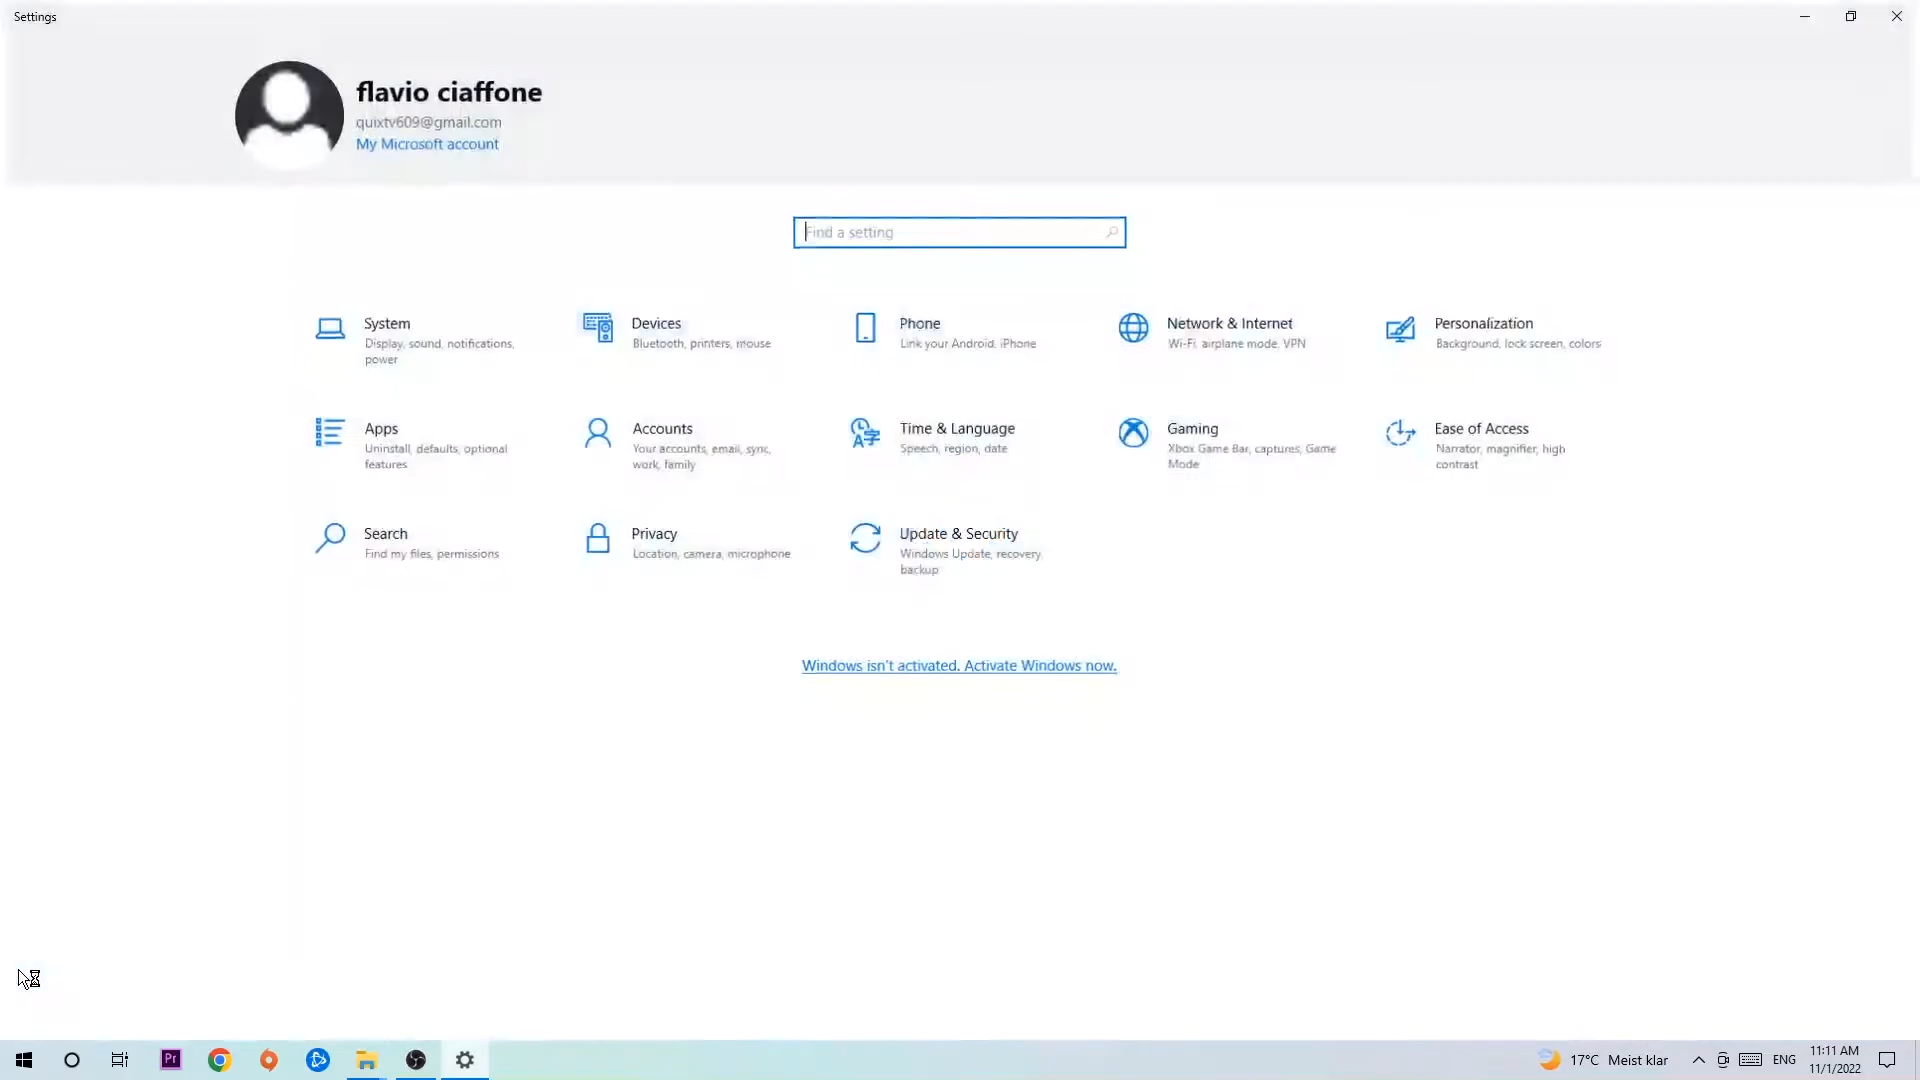 Settings
flavio ciaffone
quixtv609@gmail.com
My Microsoft account
Find a setting
System
Display, sound, notifications,
power
Devices
Bluetooth, printers, mouse
Phone
Link your Android, iPhone
Network & Internet
Wi-Fi, airplane mode, VPN
Personalization
Background, lock screen, colors
Apps
Uninstall, defaults, optional
features
Accounts
Your accounts, email, sync,
work, family
Time & Language
Speech, region, date
Gaming
Xbox Game Bar, captures, Game
Mode
Ease of Access
Narrator, magnifier, high
contrast
Search
Find my files, permissions
Privacy
Location, camera, microphone
Update & Security
Windows Update, recovery,
backup
Windows isn't activated. Activate Windows now.
Pr
17°C Meist klar
ENG
11:11 AM
11/1/2022